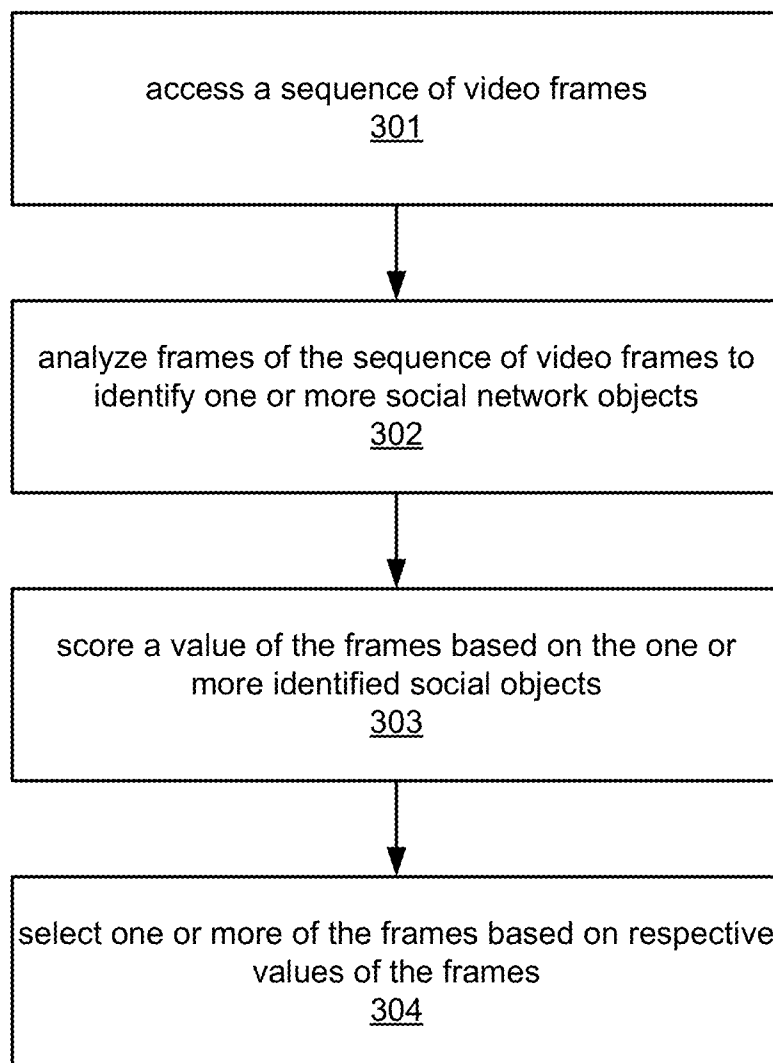 access a sequence of video frames
301
analyze frames of the sequence of video frames to
identify one or more social network objects
302
score a value of the frames based on the one or
more identified social objects
303
select one or more of the frames based on respective
values of the frames
304